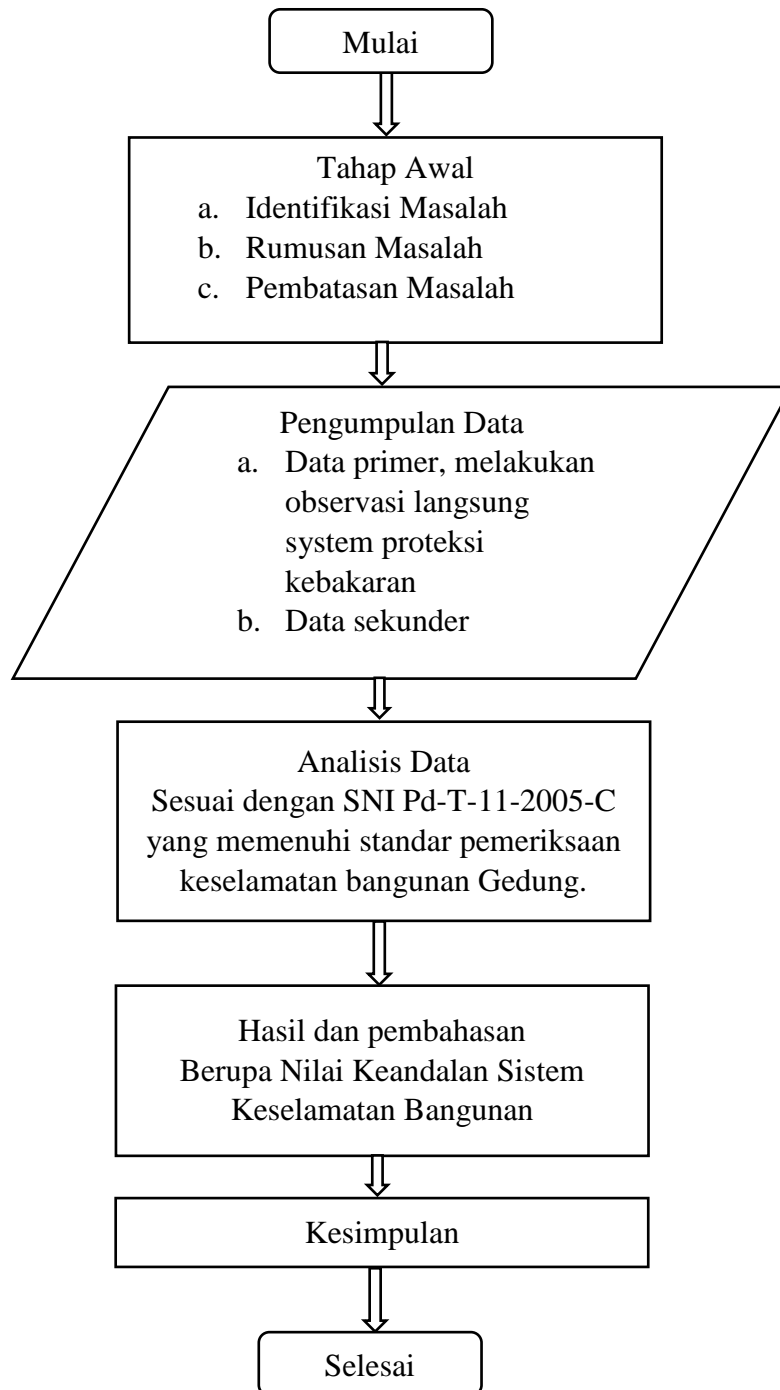 Mulai
Tahap Awal
a. Identifikasi Masalah
b. Rumusan Masalah
c. Pembatasan Masalah
Pengumpulan Data
a. Data primer, melakukan
observasi langsung
system proteksi
kebakaran
b. Data sekunder
Analisis Data
Sesuai dengan SNI Pd-T-11-2005-C
yang memenuhi standar pemeriksaan
keselamatan bangunan Gedung.
Hasil dan pembahasan
Berupa Nilai Keandalan Sistem
Keselamatan Bangunan
Kesimpulan
Selesai